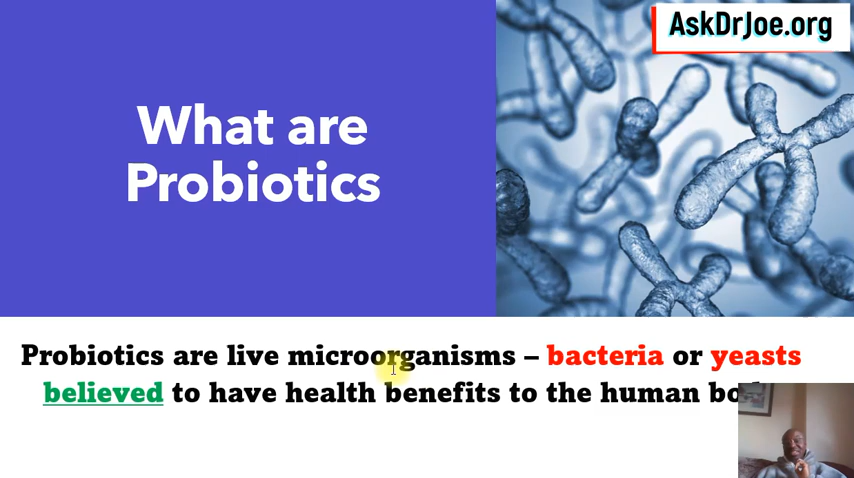 AskDrJoe.org
What are
Probiotics
Probiotics are live microorganisms – bacteria or yeasts
believed to have health benefits to the human